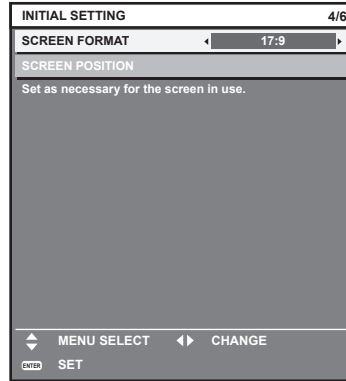 INITIAL SETTING 4/6
SCREEN FORMAT 17:9
SCREEN POSITION
Set as necessary for the screen in use.
MENU SELECT CHANGE
ENTER SET